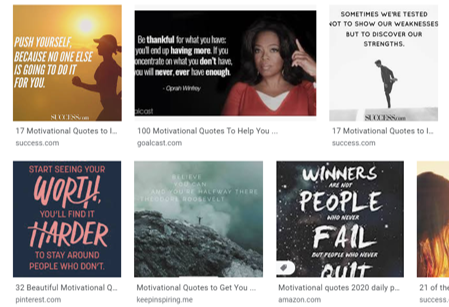 PUSH YOURSELF,
BECAUSE NO ONE ELSE
IS GOING TO DO IT
FOR YOU.
SUCCESS.com
17 Motivational Quotes to I...
success.com
Be thankful for what you have;
you'll end up having more. If you
concentrate on what you don't have,
you will never, ever have enough.
- Oprah Winfrey
goalcast
100 Motivational Quotes To Help You ...
goalcast.com
SOMETIMES WE'RE TESTED
NOT TO SHOW OUR WEAKNESSES
BUT TO DISCOVER OUR
STRENGTHS.
SUCCESS.com
17 Motivational Quotes to I...
success.com
START SEEING YOUR
WORTH,
YOU'LL FIND IT
HARDER
TO STAY AROUND
PEOPLE WHO DON'T.
32 Beautiful Motivational Q...
pinterest.com
BELIEVE
YOU CAN
AND YOU'RE HALFWAY THERE
THEODORE ROOSEVELT
Motivational Quotes to Get You ...
keepinspiring.me
WINNERS
ARE NOT
PEOPLE
WHO NEVER
FAIL
BUT PEOPLE WHO NEVER
QUIT
Motivational quotes 2020 daily p...
amazon.com
21 of the
success.